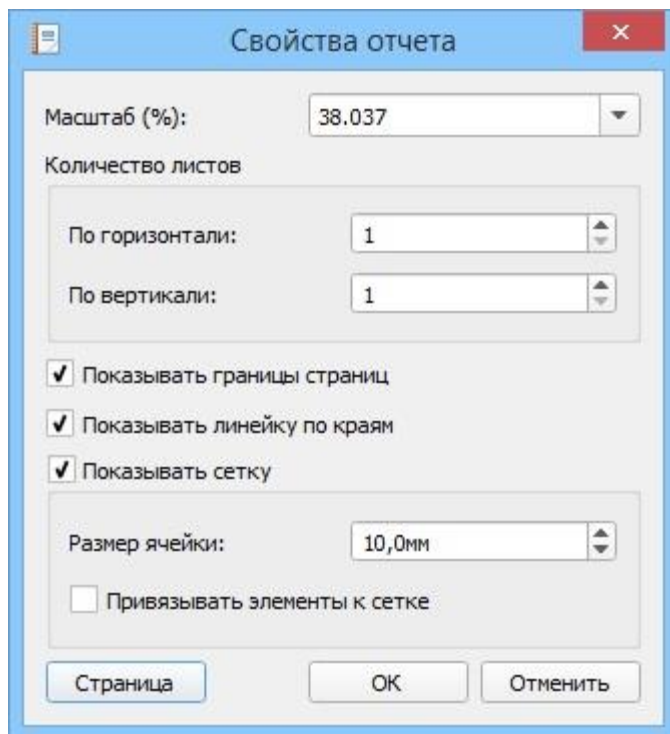 Свойства отчета
Масштаб (%): 38.037
Количество листов
По горизонтали: 1
По вертикали: 1
Показывать границы страниц
Показывать линейку по краям
Показывать сетку
Размер ячейки: 10,0мм
Привязывать элементы к сетке
Страница ОК Отменить